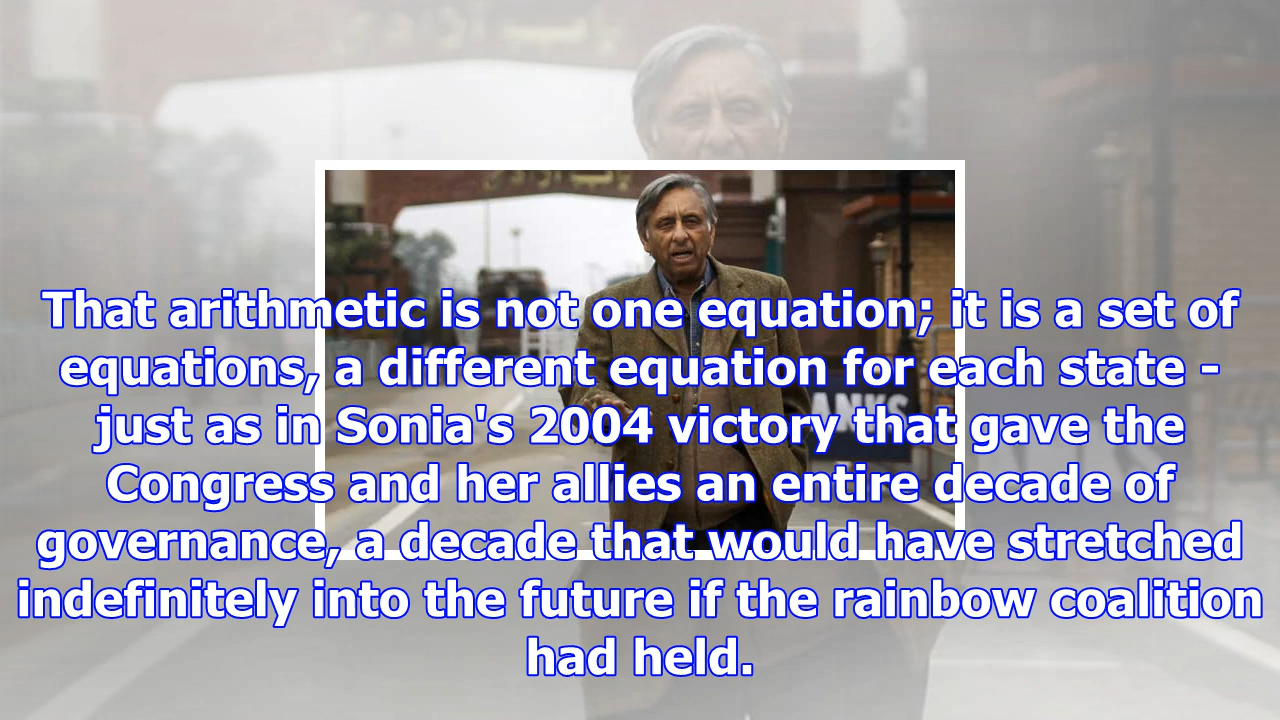 باب آزادی
That arithmetic is not one equation; it is a set of
equations, a different equation for each state -
just as in Sonia's 2004 victory that gave the
Congress and her allies an entire decade of
governance, a decade that would have stretched
indefinitely into the future if the rainbow coalition
had held.